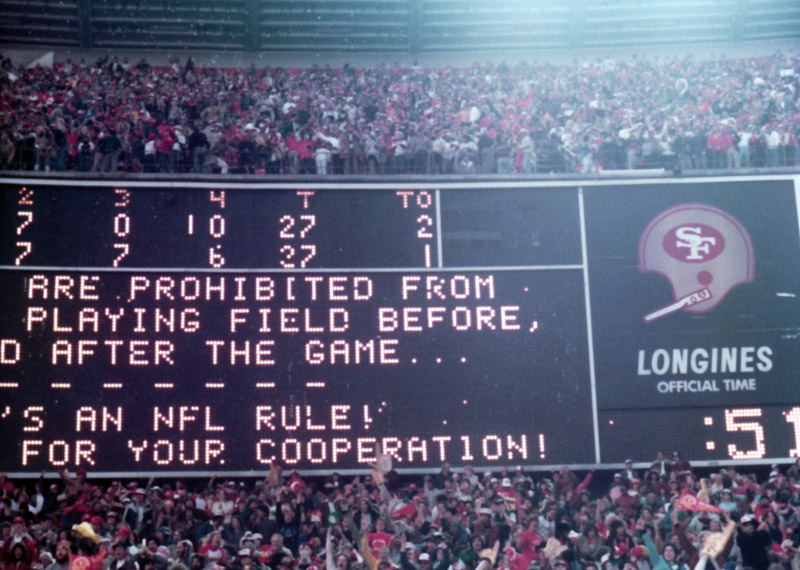 2 3 4 T TO
7 0 10 27 2
7 7 6 27 1
ARE PROHIBITED FROM
PLAYING FIELD BEFORE,
D AFTER THE GAME...
– – – – – – –
'S AN NFL RULE!
FOR YOUR COOPERATION!
SF
LONGINES
OFFICIAL TIME
:51